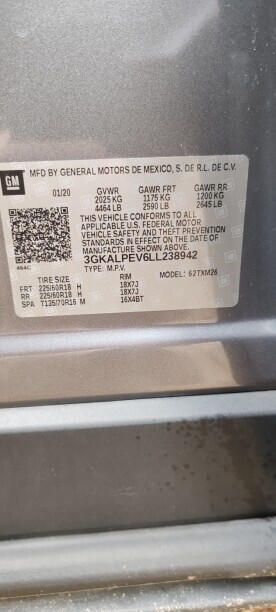 GM
MFD BY GENERAL MOTORS DE MEXICO, S. DE R.L. DE C.V.
01/20 GVWR GAWR FRT GAWR RR
2025 KG 1175 KG 1200 KG
4464 LB 2590 LB 2645 LB
THIS VEHICLE CONFORMS TO ALL
APPLICABLE U.S. FEDERAL MOTOR
VEHICLE SAFETY AND THEFT PREVENTION
STANDARDS IN EFFECT ON THE DATE OF
MANUFACTURE SHOWN ABOVE.
3GKALPEV6LL238942
TYPE: M.P.V. MODEL: 62TXM26
464C
TIRE SIZE RIM
FRT 225/60R18 H 18X7J
RR 225/60R18 H 18X7J
SPA T135/70R16 M 16X4BT